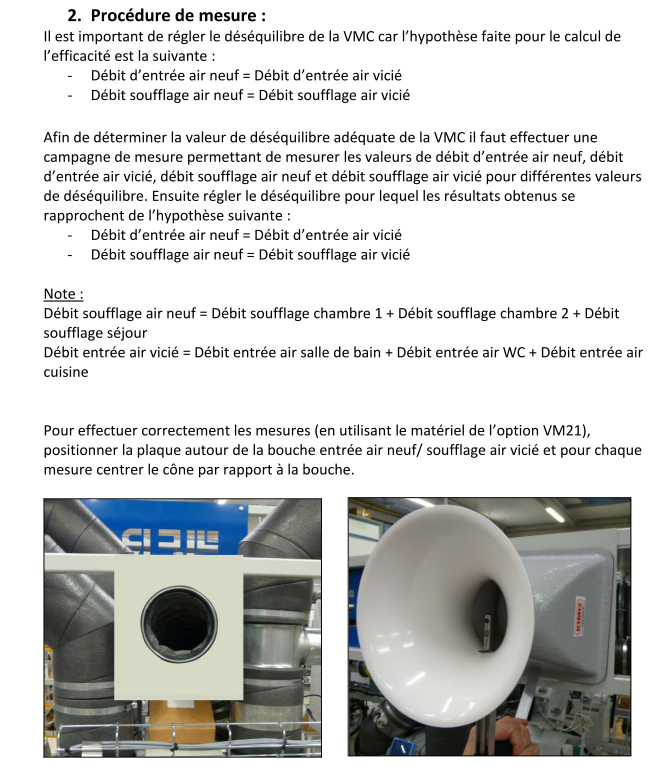 2. Procédure de mesure :
Il est important de régler le déséquilibre de la VMC car l’hypothèse faite pour le calcul de
l’efficacité est la suivante :
- Débit d’entrée air neuf = Débit d’entrée air vicié
- Débit soufflage air neuf = Débit soufflage air vicié
Afin de déterminer la valeur de déséquilibre adéquate de la VMC il faut effectuer une
campagne de mesure permettant de mesurer les valeurs de débit d’entrée air neuf, débit
d’entrée air vicié, débit soufflage air neuf et débit soufflage air vicié pour différentes valeurs
de déséquilibre. Ensuite régler le déséquilibre pour lequel les résultats obtenus se
rapprochent de l’hypothèse suivante :
- Débit d’entrée air neuf = Débit d’entrée air vicié
- Débit soufflage air neuf = Débit soufflage air vicié
Note :
Débit soufflage air neuf = Débit soufflage chambre 1 + Débit soufflage chambre 2 + Débit
soufflage séjour
Débit entrée air vicié = Débit entrée air salle de bain + Débit entrée air WC + Débit entrée air
cuisine
Pour effectuer correctement les mesures (en utilisant le matériel de l’option VM21),
positionner la plaque autour de la bouche entrée air neuf/ soufflage air vicié et pour chaque
mesure centrer le cône par rapport à la bouche.
KIMO